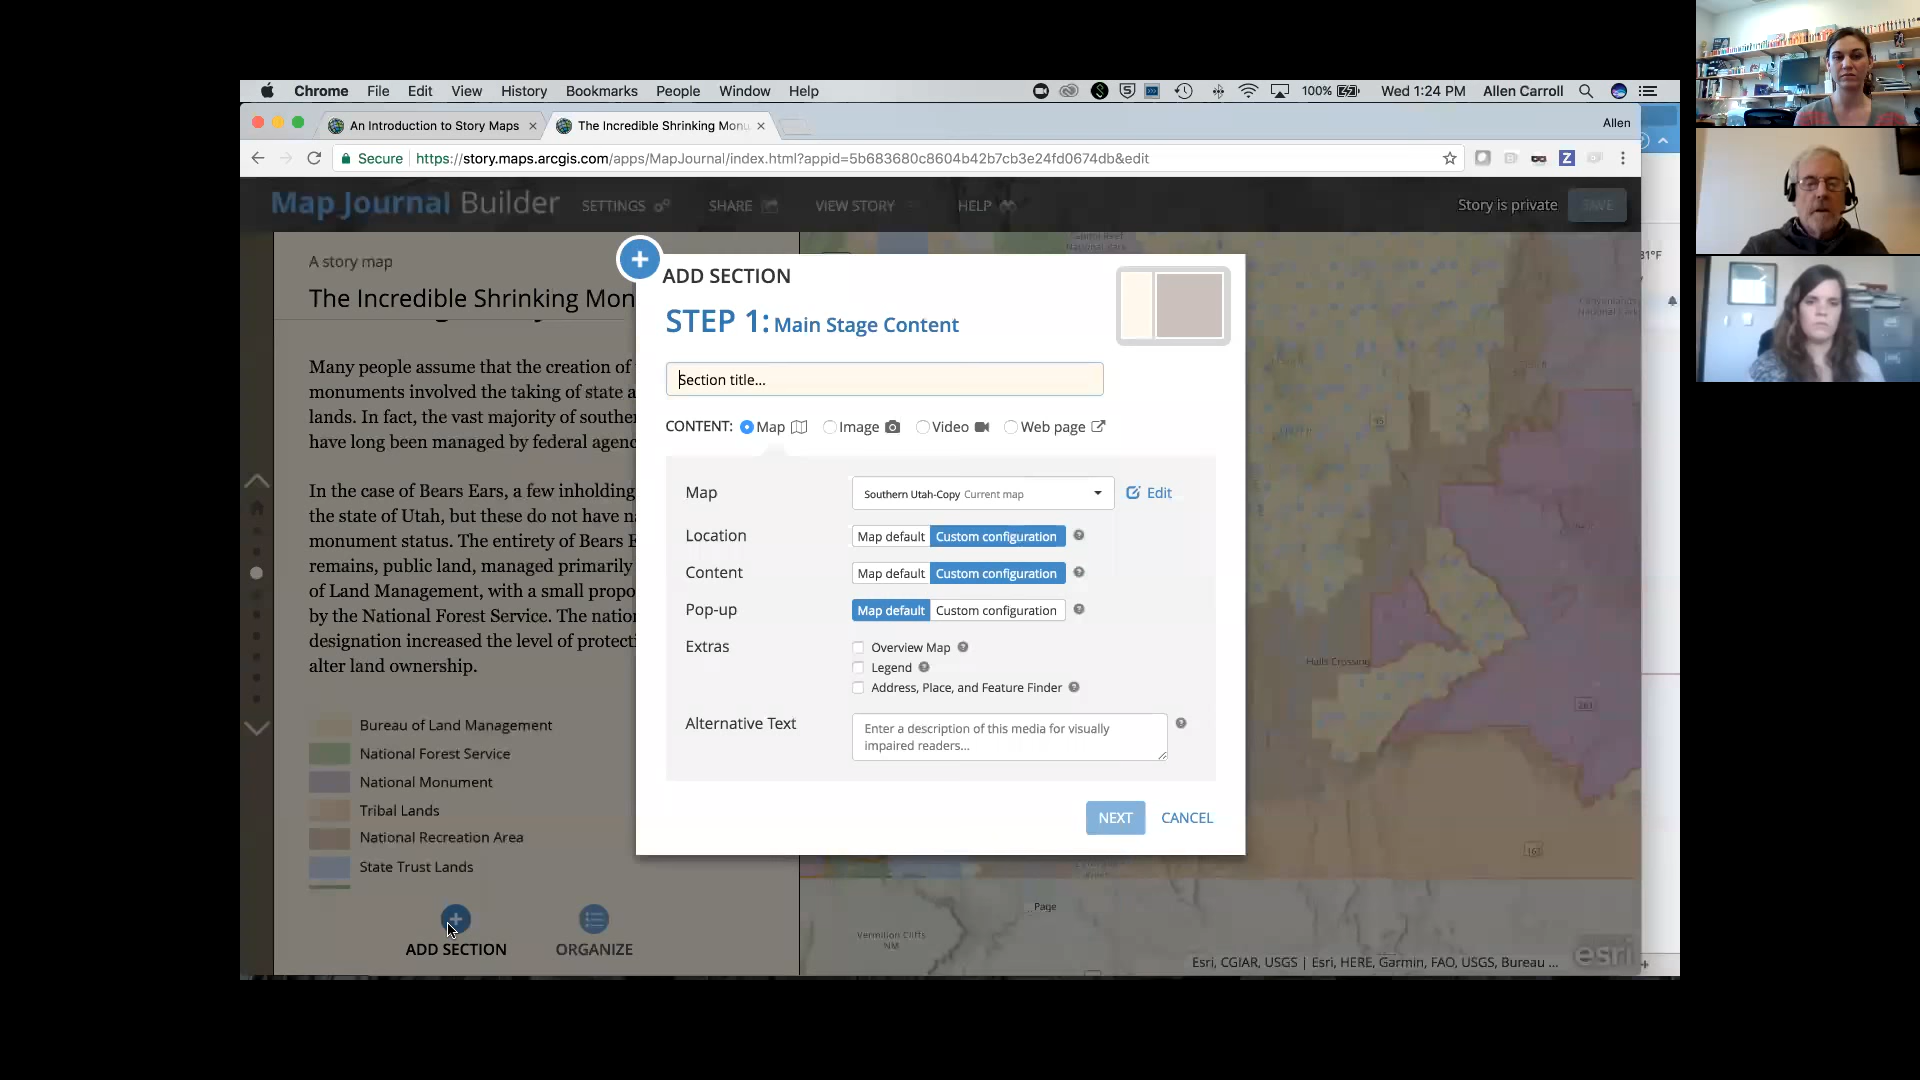 Chrome File Edit View History Bookmarks People Window Help 100% Wed 1:24 PM Allen Carroll
An Introduction to Story Maps
The Incredible Shrinking Monu
Allen
Secure https://story.maps.arcgis.com/apps/MapJournal/index.html?appid=5b683680c8604b42b7cb3e24fd0674db&edit
Map Journal Builder SETTINGS SHARE VIEW STORY HELP Story is private SAVE
A story map
The Incredible Shrinking Mon
Many people assume that the creation of
monuments involved the taking of state a
lands. In fact, the vast majority of souther
have long been managed by federal agenc
In the case of Bears Ears, a few inholding
the state of Utah, but these do not have na
monument status. The entirety of Bears E
remains, public land, managed primarily
of Land Management, with a small propo
by the National Forest Service. The nation
designation increased the level of protecti
alter land ownership.
Bureau of Land Management
National Forest Service
National Monument
Tribal Lands
National Recreation Area
State Trust Lands
ADD SECTION
ORGANIZE
ADD SECTION
STEP 1: Main Stage Content
Section title...
CONTENT: Map Image Video Web page
Map Southern Utah-Copy Current map Edit
Location Map default Custom configuration
Content Map default Custom configuration
Pop-up Map default Custom configuration
Extras Overview Map
Legend
Address, Place, and Feature Finder
Alternative Text Enter a description of this media for visually
impaired readers...
NEXT CANCEL
Halls Crossing
95
261
Page
Vermilion Cliffs
NM
Esri, CGIAR, USGS | Esri, HERE, Garmin, FAO, USGS, Bureau ...
esri